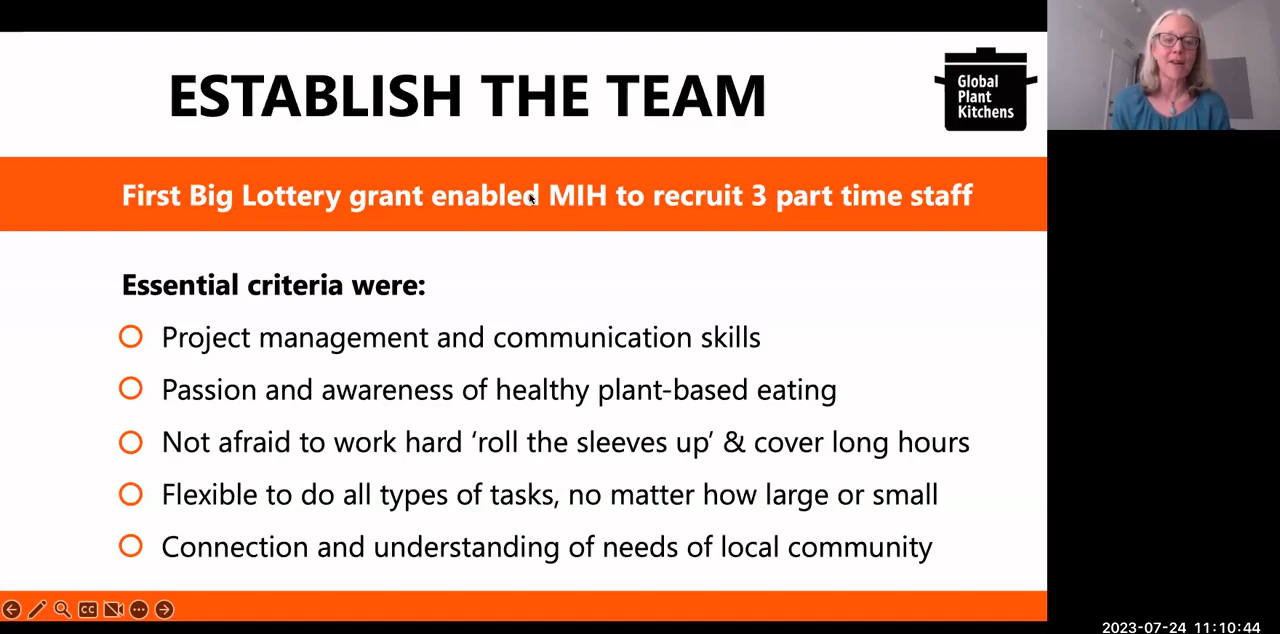 ESTABLISH THE TEAM
Global
Plant
Kitchens
First Big Lottery grant enabled MIH to recruit 3 part time staff
Essential criteria were:
Project management and communication skills
Passion and awareness of healthy plant-based eating
Not afraid to work hard ‘roll the sleeves up’ & cover long hours
Flexible to do all types of tasks, no matter how large or small
Connection and understanding of needs of local community
CC
2023-07-24 11:10:44